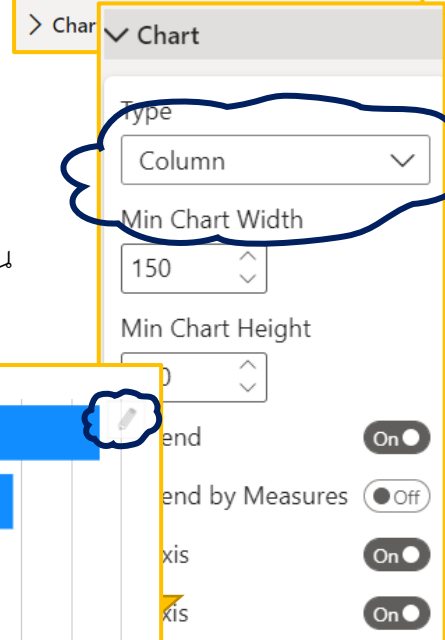 Char
Chart
Type
Column
Min Chart Width
150
Min Chart Height
0
end
On
end by Measures
Off
xis
On
xis
On